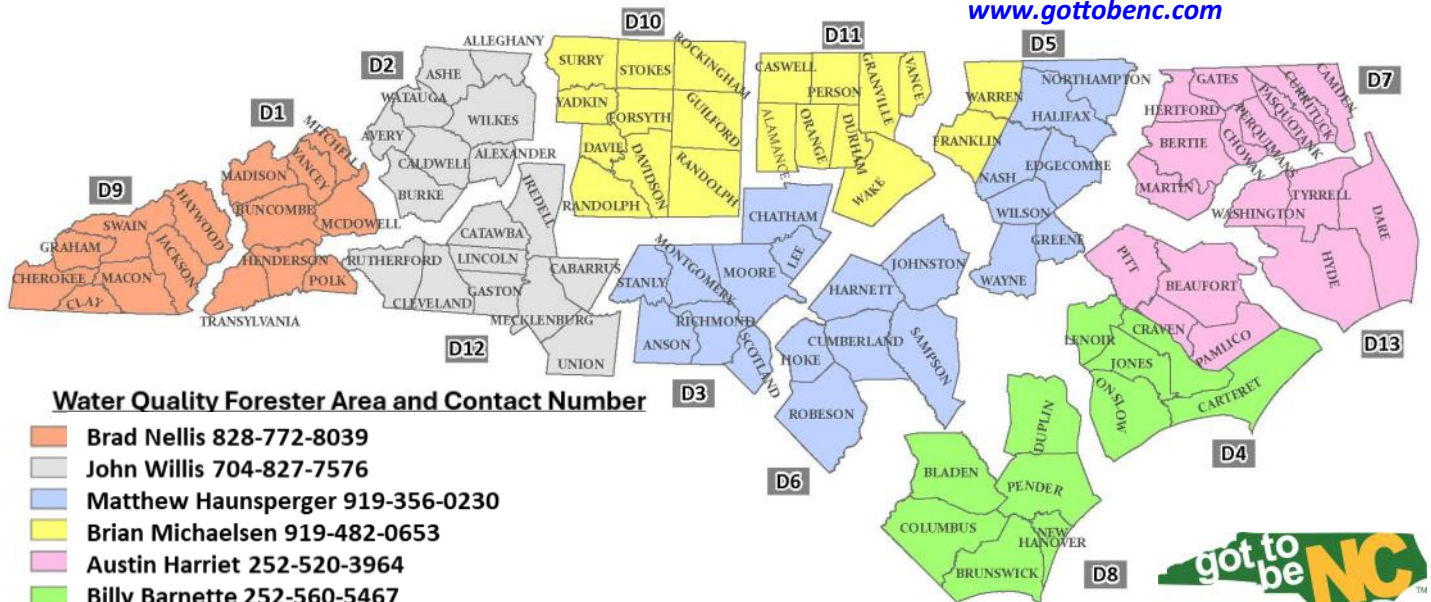 www.gottobenc.com
D10
D11
D5
D2
D7
D1
D9
ALLEGHANY
ASHE
WATAUGA
WILKES
AVERY
CALDWELL
ALEXANDER
BURKE
IREDELL
CATAWBA
RUTHERFORD
LINCOLN
CABARRUS
CLEVELAND
GASTON
MECKLENBURG
UNION
D12
SURRY
STOKES
ROCKINGHAM
YADKIN
FORSYTH
GUILFORD
DAVIE
DAVIDSON
RANDOLPH
RANDOLPH
CASWELL
PERSON
GRANVILLE
VANCE
ALAMANCE
ORANGE
DURHAM
WAKE
WARREN
FRANKLIN
NORTHAMPTON
HALIFAX
NASH
EDGECOMBE
WILSON
GREENE
WAYNE
GATES
HERTFORD
CAMDEN
CURRITUCK
PASQUOTANK
PERQUIMANS
CHOWAN
BERTIE
MARTIN
TYRRELL
WASHINGTON
DARE
HYDE
PITT
BEAUFORT
PAMLICO
D13
MITCHELL
YANCEY
MADISON
BUNCOMBE
MCDOWELL
HENDERSON
POLK
TRANSYLVANIA
HAYWOOD
SWAIN
GRAHAM
JACKSON
CHEROKEE
MACON
CLAY
CHATHAM
LEE
MONTGOMERY
MOORE
STANLY
RICHMOND
ANSON
SCOTLAND
D3
JOHNSTON
HARNETT
CUMBERLAND
HOKE
SAMPSON
ROBESON
D6
LENOIR
CRAVEN
JONES
ONSLOW
CARTERET
D4
DUPLIN
BLADEN
PENDER
COLUMBUS
NEW
HANOVER
BRUNSWICK
D8
Water Quality Forester Area and Contact Number
Brad Nellis 828-772-8039
John Willis 704-827-7576
Matthew Haunsperger 919-356-0230
Brian Michaelsen 919-482-0653
Austin Harriet 252-520-3964
Billy Barnette 252-560-5467
got to
be NC
TM